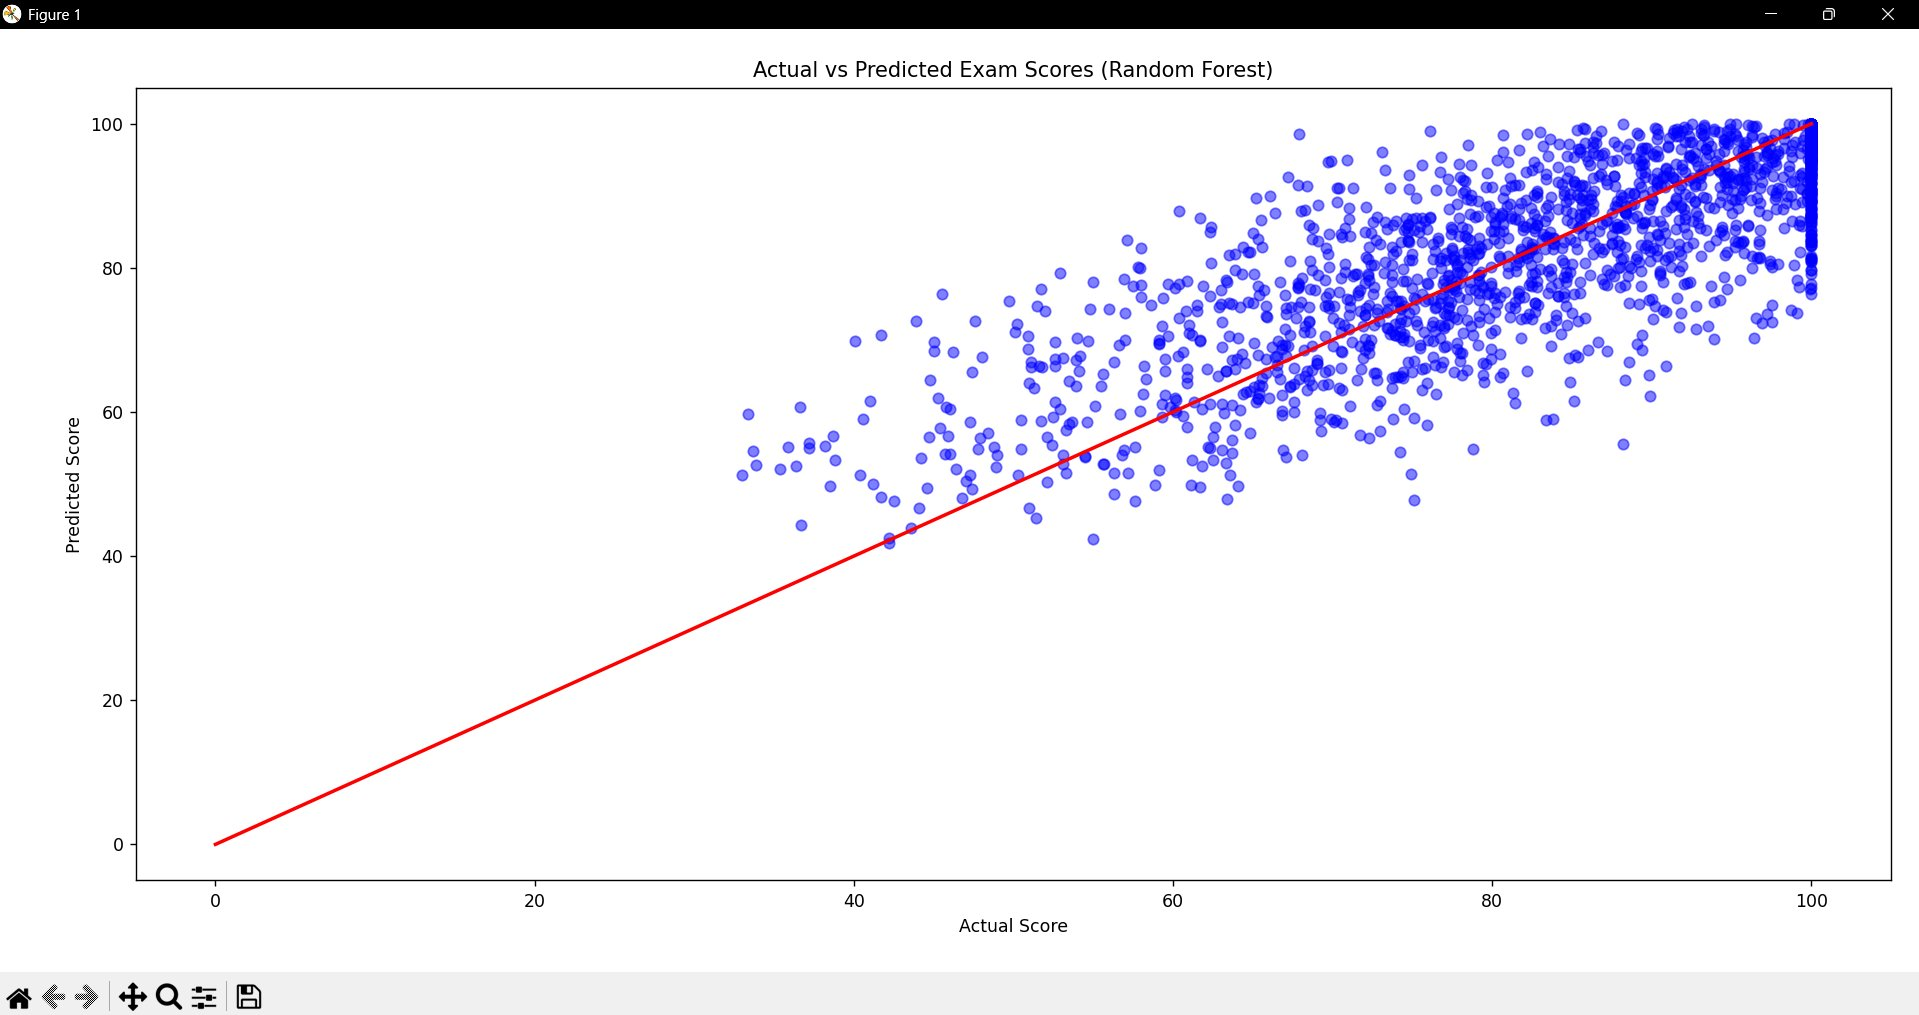 Figure 1
Actual vs Predicted Exam Scores (Random Forest)
100
80
60
40
20
0
Predicted Score
0 20 40 60 80 100
Actual Score